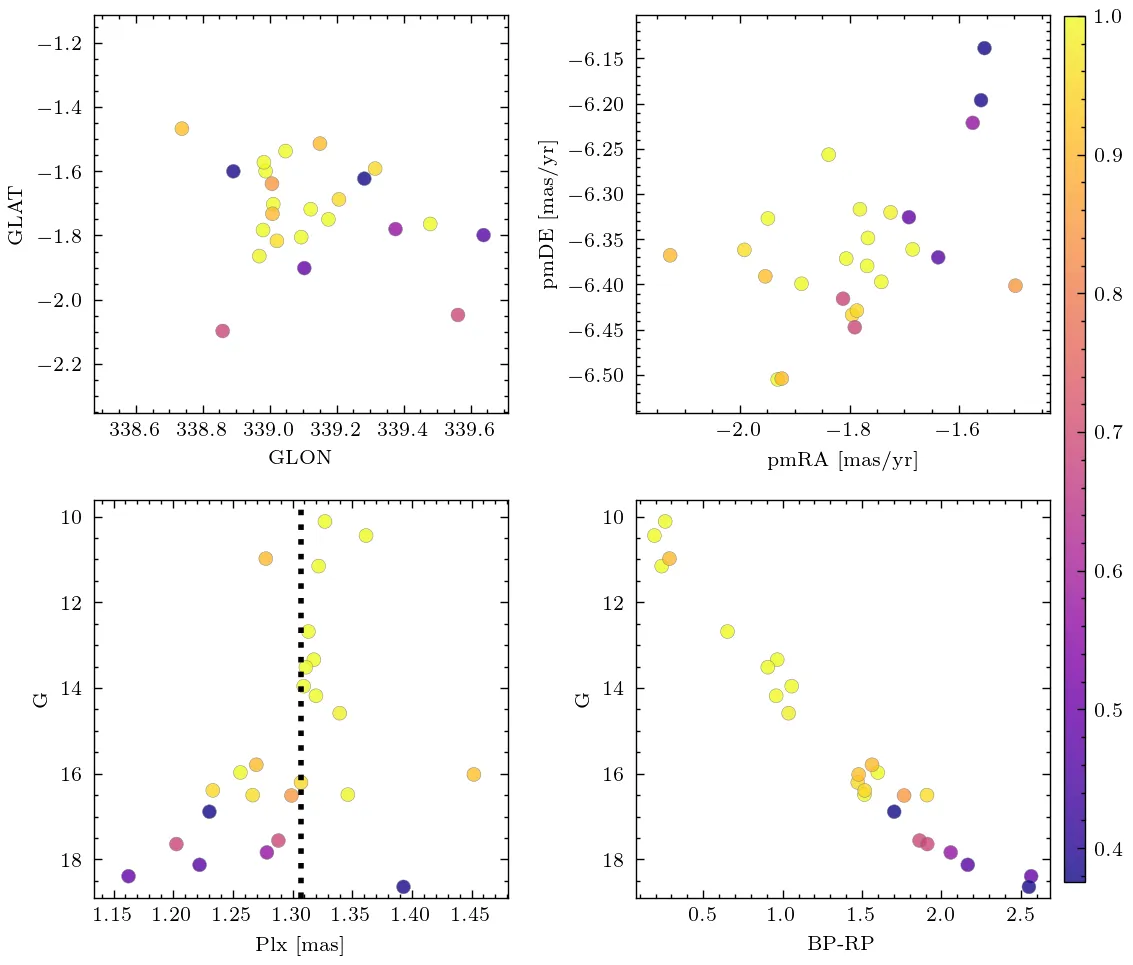 −1.2
−1.4
−1.6
−1.8
−2.0
−2.2
GLAT
338.6 338.8 339.0 339.2 339.4 339.6
GLON
−6.15
−6.20
−6.25
−6.30
−6.35
−6.40
−6.45
−6.50
pmDE [mas/yr]
−2.0 −1.8 −1.6
pmRA [mas/yr]
10
12
14
16
18
G
1.15 1.20 1.25 1.30 1.35 1.40 1.45
Plx [mas]
10
12
14
16
18
G
0.5 1.0 1.5 2.0 2.5
BP-RP
1.0
0.9
0.8
0.7
0.6
0.5
0.4